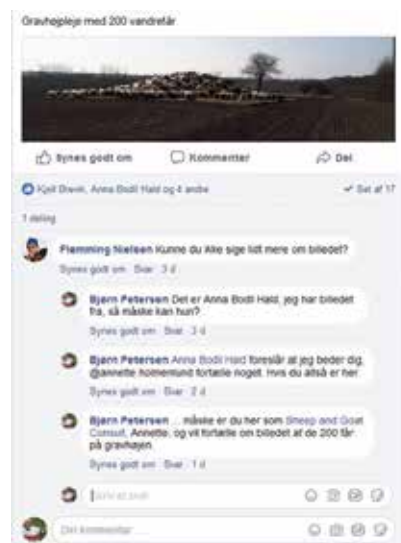 Gravhøjpleje med 200 vandrefår
Synes godt om Kommenter Del
Kjell Anna Bodil Hald og 4 andre Set af 17
1 deling
Flemming Nielsen Kunne du ikke sige lidt mere om billedet?
Synes godt om Svar 3 d
Bjørn Petersen Det er Anna Bodil Hald, jeg har billedet
fra, så måske kan hun?
Synes godt om Svar 3 d
Bjørn Petersen Anna Bodil Hald foreslår at jeg beder dig,
@annette holmenlund fortælle noget. Hvis du altså er her.
Synes godt om Svar 2 d
Bjørn Petersen ... måske er du her som Sheep and Goat
Consult, Annette, og vil fortælle om billedet at de 200 får
på gravhøjen.
Synes godt om Svar 1 d
Skriv et svar
Din kommentar ...